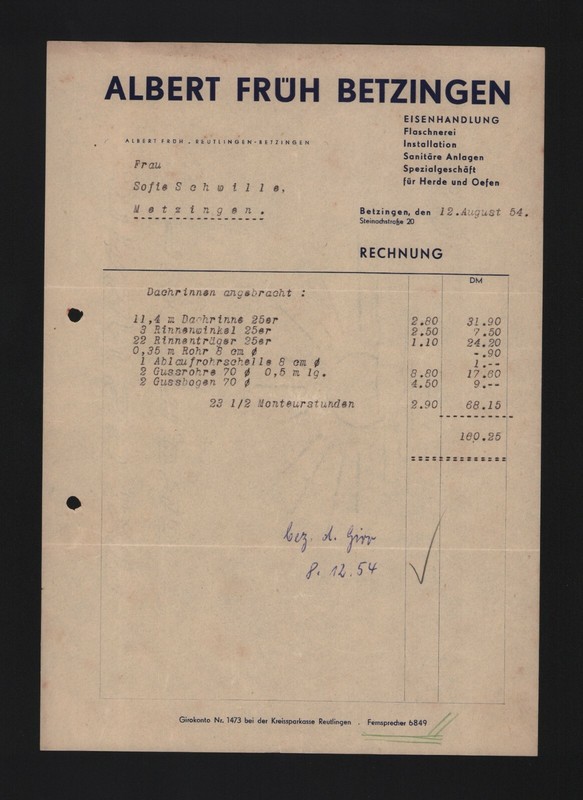 ALBERT FRÜH BETZINGEN
EISENHANDLUNG
Flaschnerei
Installation
Sanitäre Anlagen
Spezialgeschäft
für Herde und Oefen
ALBERT FRÜH . REUTLINGEN-BETZINGEN
Frau
Sofie Schwille,
Metzingen.
Betzingen, den 12.August 54.
Steinachstraße 20
RECHNUNG
DM
Dachrinnen angebracht :
11,4 m Dachrinne 25er 2.80 31.90
3 Rinnenwinkel 25er 2.50 7.50
22 Rinnenträger 25er 1.10 24.20
0,35 m Rohr 8 cm ø -.90
1 Ablaufrohrschelle 8 cm ø 1.--
2 Gussrohre 70 ø 0,5 m lg. 8.80 17.60
2 Gussbogen 70 ø 4.50 9.--
23 1/2 Monteurstunden 2.90 68.15
160.25
bez. d. Giro
8. 12. 54
Girokonto Nr. 1473 bei der Kreissparkasse Reutlingen . Fernsprecher 6849